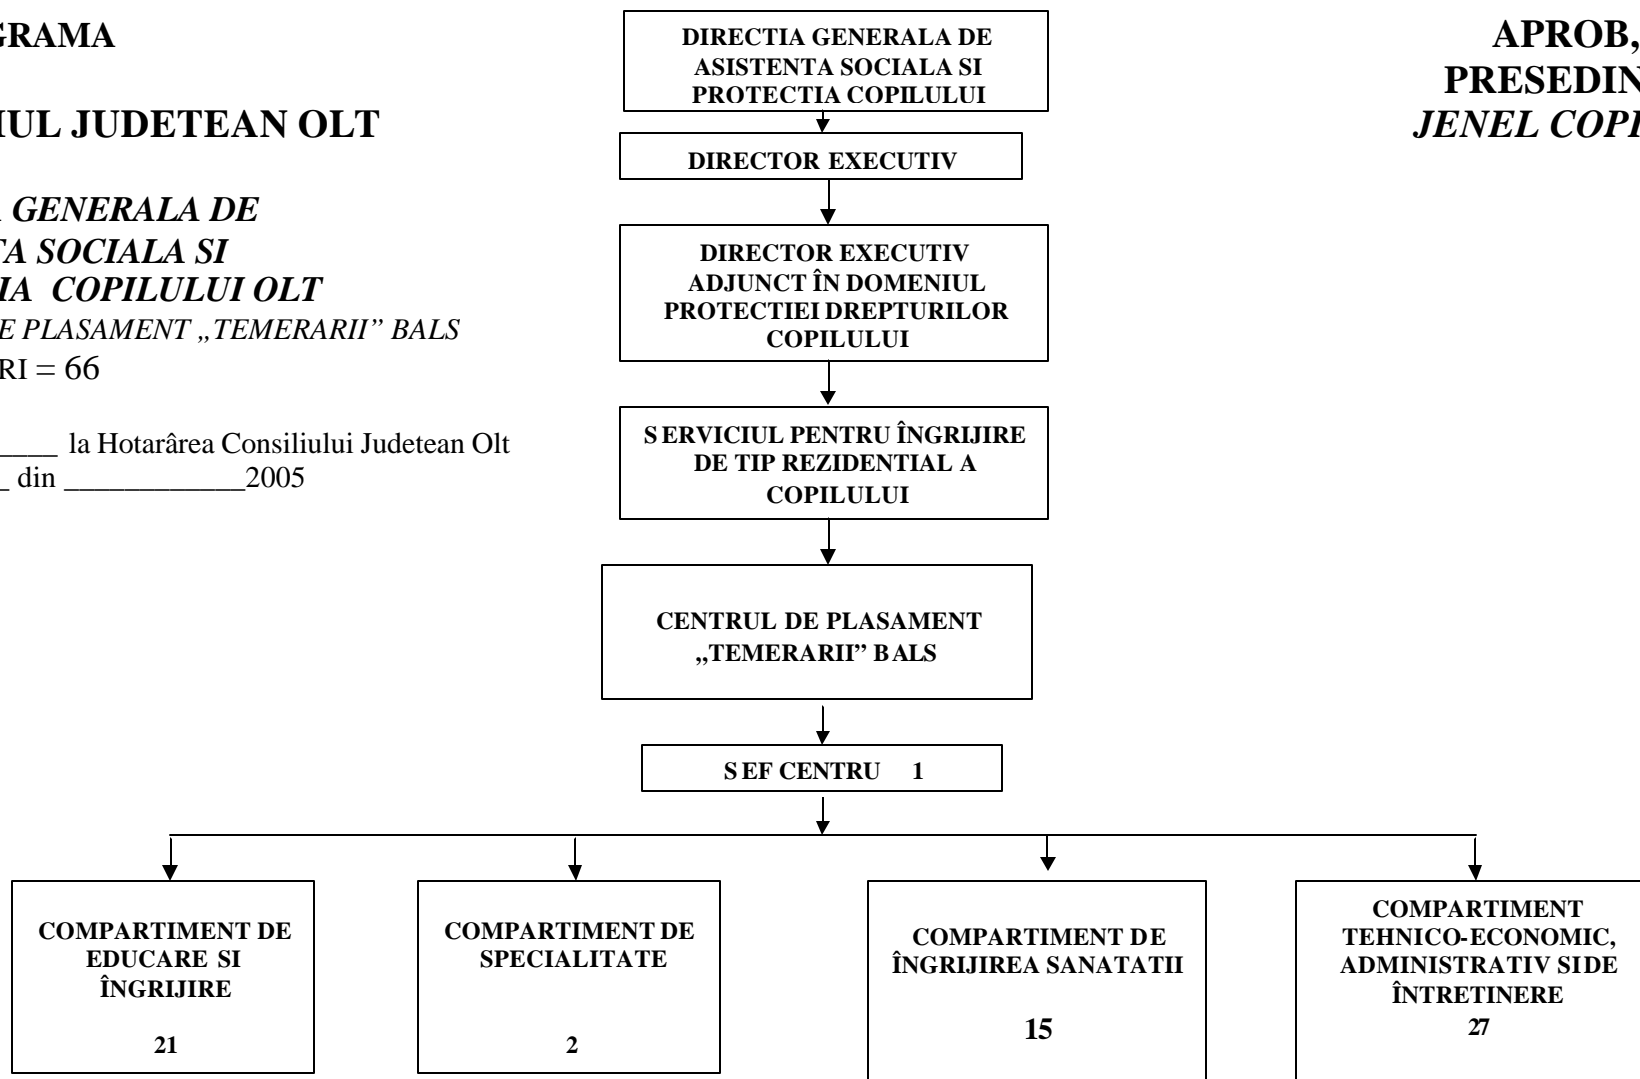 GRAMA
IUL JUDETEAN OLT
A GENERALA DE
TA SOCIALA SI
IA COPILULUI OLT
E PLASAMENT „TEMERARII” BALS
RI = 66
____ la Hotarârea Consiliului Judetean Olt
_ din ____________2005
APROB,
PRESEDIN
JENEL COPI
DIRECTIA GENERALA DE
ASISTENTA SOCIALA SI
PROTECTIA COPILULUI
DIRECTOR EXECUTIV
DIRECTOR EXECUTIV
ADJUNCT ÎN DOMENIUL
PROTECTIEI DREPTURILOR
COPILULUI
SERVICIUL PENTRU ÎNGRIJIRE
DE TIP REZIDENTIAL A
COPILULUI
CENTRUL DE PLASAMENT
„TEMERARII” BALS
SEF CENTRU 1
COMPARTIMENT DE
EDUCARE SI
ÎNGRIJIRE
21
COMPARTIMENT DE
SPECIALITATE
2
COMPARTIMENT DE
ÎNGRIJIREA SANATATII
15
COMPARTIMENT
TEHNICO-ECONOMIC,
ADMINISTRATIV SI DE
ÎNTRETINERE
27